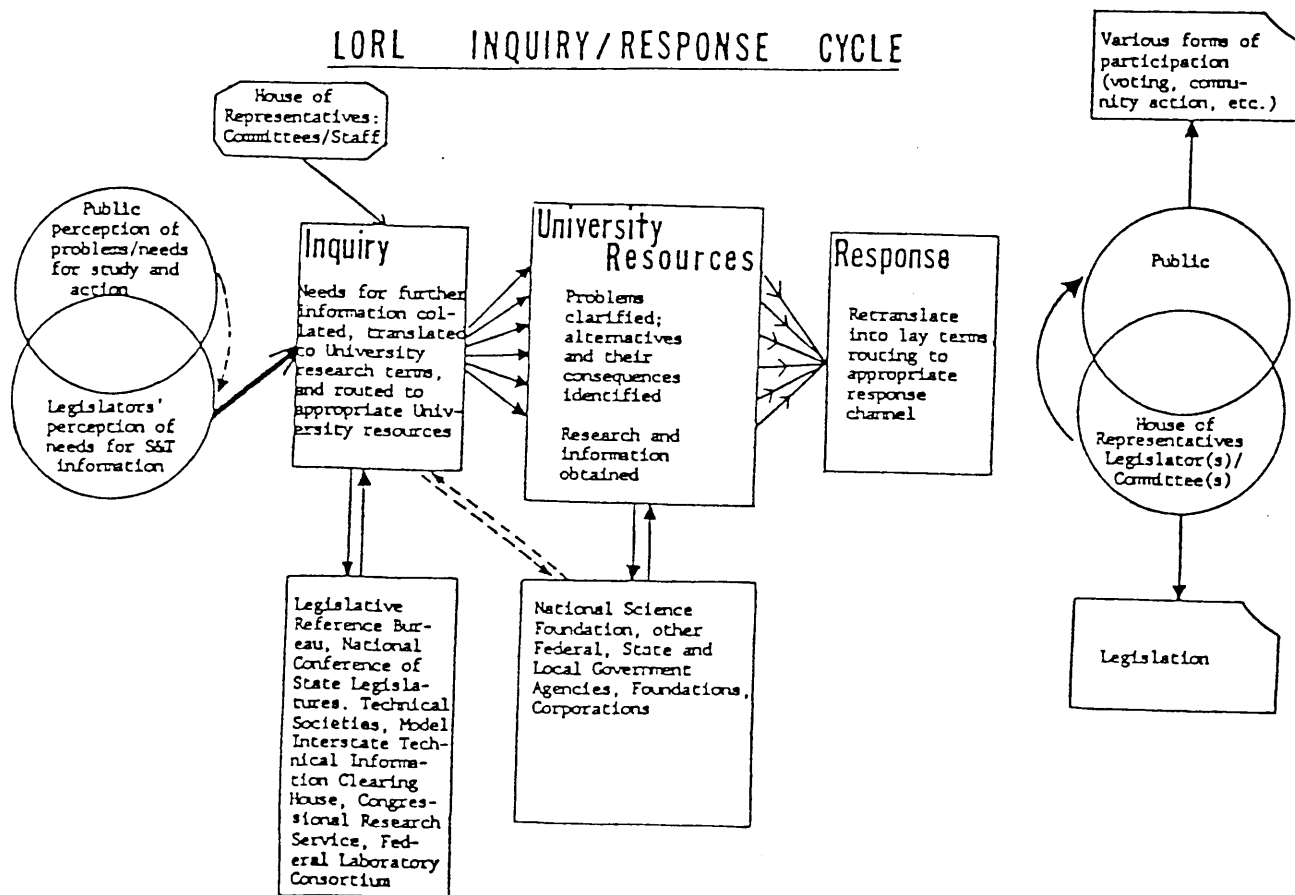 LORL INQUIRY/RESPONSE CYCLE
House of
Representatives:
Committees/Staff
Public
perception of
problems/needs
for study and
action
Legislators'
perception of
needs for S&T
information
Inquiry
Needs for further
information col-
lated, translated
to University
research terms,
and routed to
appropriate Univ-
ersity resources
University
Resources
Problems
clarified;
alternatives
and their
consequences
identified
Research and
information
obtained
Response
Retranslate
into lay terms
routing to
appropriate
response
channel
Various forms of
participation
(voting, commu-
nity action, etc.)
Public
House of
Representatives
Legislator(s)/
Committee(s)
Legislation
Legislative
Reference Bur-
eau, National
Conference of
State Legisla-
tures, Technical
Societies, Model
Interstate Tech-
nical Informa-
tion Clearing
House, Congres-
sional Research
Service, Fed-
eral Laboratory
Consortium
National Science
Foundation, other
Federal, State and
Local Government
Agencies, Foundations,
Corporations